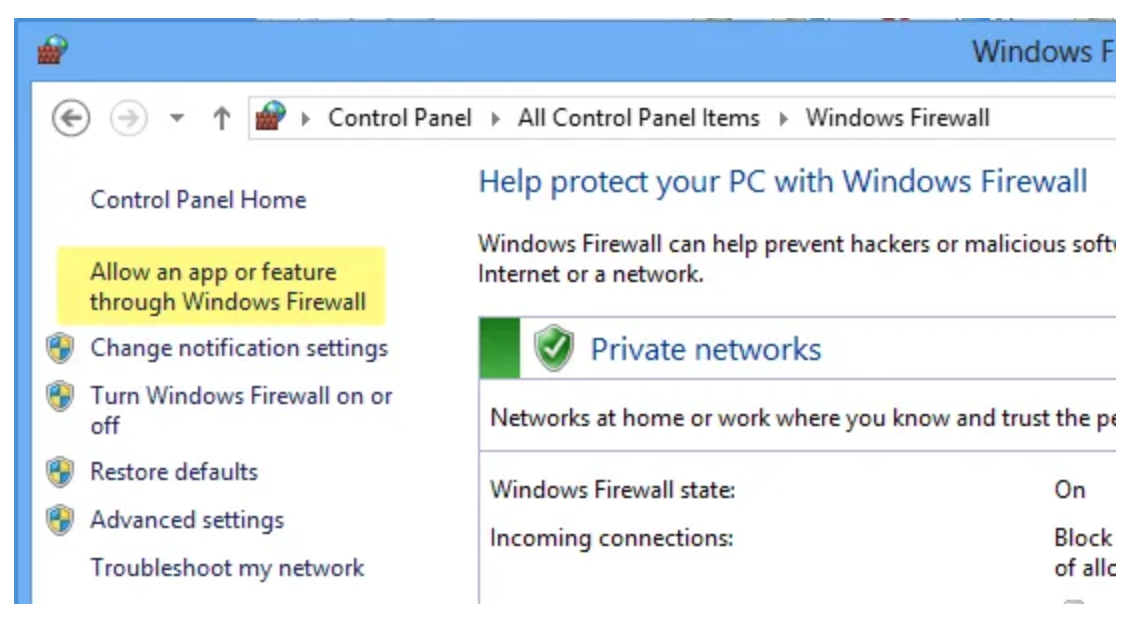 Windows F
Control Panel All Control Panel Items Windows Firewall
Control Panel Home
Allow an app or feature
through Windows Firewall
Change notification settings
Turn Windows Firewall on or
off
Restore defaults
Advanced settings
Troubleshoot my network
Help protect your PC with Windows Firewall
Windows Firewall can help prevent hackers or malicious soft
Internet or a network.
Private networks
Networks at home or work where you know and trust the pe
Windows Firewall state: On
Incoming connections: Block
of allo